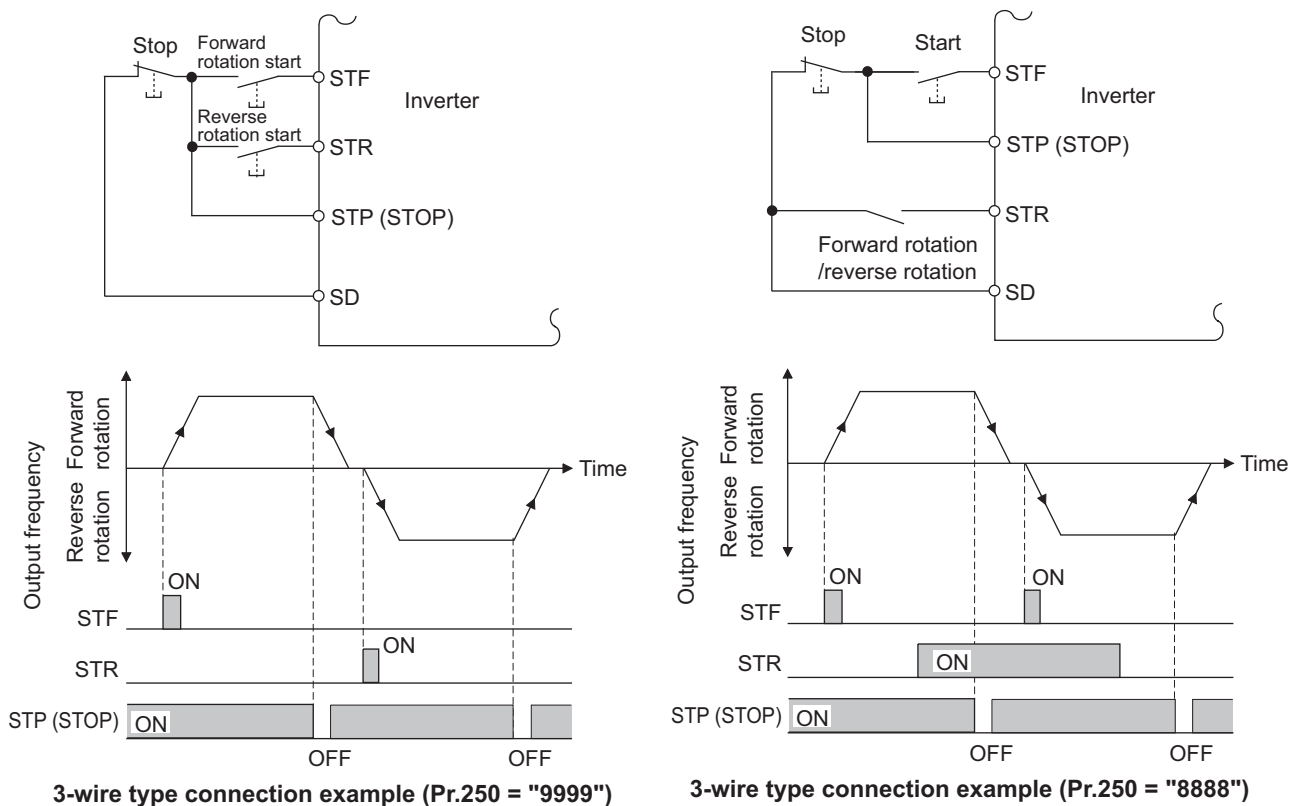 Stop
Forward
rotation start
STF
Inverter
Reverse
rotation start
STR
STP (STOP)
SD
Output frequency
Reverse rotation
Forward rotation
Time
ON
STF
ON
STR
STP (STOP)
ON
OFF
OFF
3-wire type connection example (Pr.250 = "9999")
Stop
Start
STF
Inverter
STP (STOP)
STR
Forward rotation
/reverse rotation
SD
Output frequency
Reverse rotation
Forward rotation
Time
ON
ON
STF
STR
ON
STP (STOP)
ON
OFF
OFF
3-wire type connection example (Pr.250 = "8888")